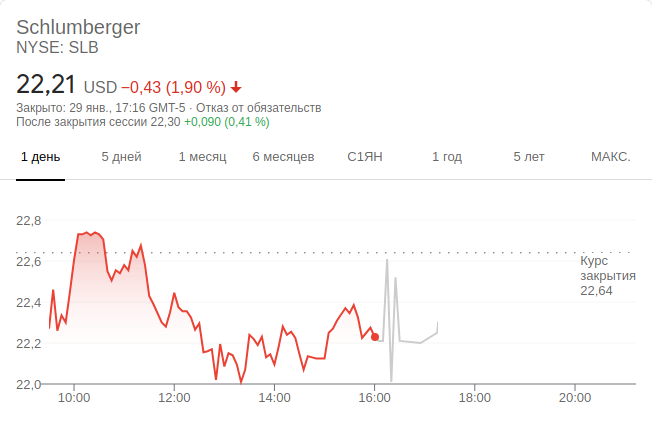 Schlumberger
NYSE: SLB
22,21 USD −0,43 (1,90 %)
Закрыто: 29 янв., 17:16 GMT-5 · Отказ от обязательств
После закрытия сессии 22,30 +0,090 (0,41 %)
1 день 5 дней 1 месяц 6 месяцев С1ЯН 1 год 5 лет МАКС.
22,8
22,6
22,4
22,2
22,0
Курс
закрытия
22,64
10:00 12:00 14:00 16:00 18:00 20:00